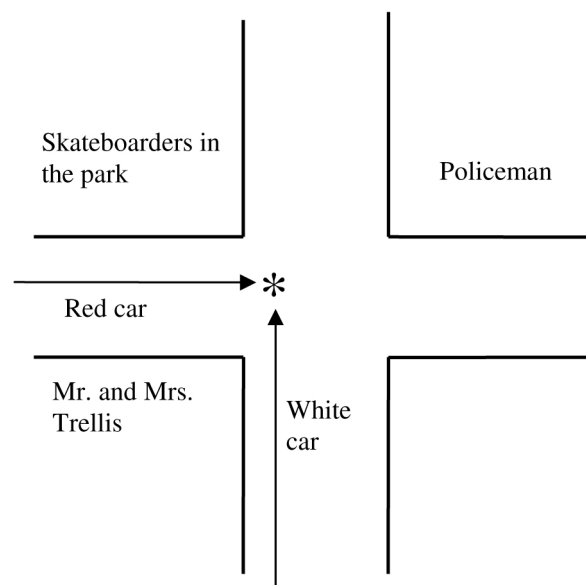 Skateboarders in
the park
Policeman
*
Red car
Mr. and Mrs.
Trellis
White
car